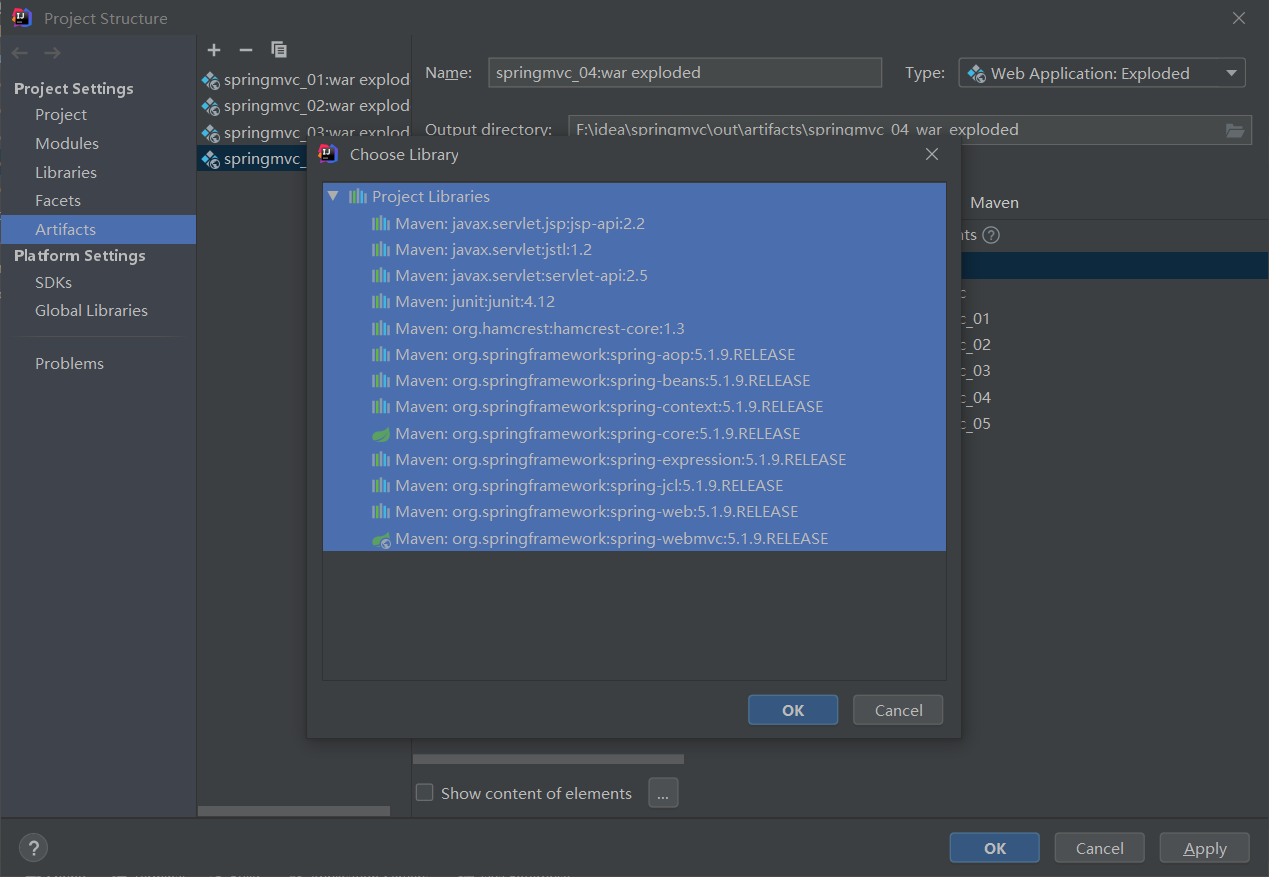 Project Structure
Project Settings
Project
Modules
Libraries
Facets
Artifacts
Platform Settings
SDKs
Global Libraries
Problems
springmvc_01:war explod
springmvc_02:war explod
springmvc_03:war explod
springmvc_
Name: springmvc_04:war exploded Type: Web Application: Exploded
Output directory: F:\idea\springmvc\out\artifacts\springmvc_04_war_exploded
Maven
nts ?
c
c_01
c_02
c_03
c_04
c_05
Choose Library
Project Libraries
Maven: javax.servlet.jsp:jsp-api:2.2
Maven: javax.servlet:jstl:1.2
Maven: javax.servlet:servlet-api:2.5
Maven: junit:junit:4.12
Maven: org.hamcrest:hamcrest-core:1.3
Maven: org.springframework:spring-aop:5.1.9.RELEASE
Maven: org.springframework:spring-beans:5.1.9.RELEASE
Maven: org.springframework:spring-context:5.1.9.RELEASE
Maven: org.springframework:spring-core:5.1.9.RELEASE
Maven: org.springframework:spring-expression:5.1.9.RELEASE
Maven: org.springframework:spring-jcl:5.1.9.RELEASE
Maven: org.springframework:spring-web:5.1.9.RELEASE
Maven: org.springframework:spring-webmvc:5.1.9.RELEASE
OK Cancel
Show content of elements ...
? OK Cancel Apply